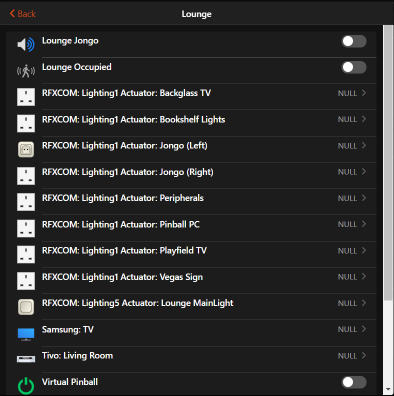 Back
Lounge
Lounge Jongo
Lounge Occupied
RFXCOM: Lighting1 Actuator: Backglass TV NULL
RFXCOM: Lighting1 Actuator: Bookshelf Lights NULL
RFXCOM: Lighting1 Actuator: Jongo (Left) NULL
RFXCOM: Lighting1 Actuator: Jongo (Right) NULL
RFXCOM: Lighting1 Actuator: Peripherals NULL
RFXCOM: Lighting1 Actuator: Pinball PC NULL
RFXCOM: Lighting1 Actuator: Playfield TV NULL
RFXCOM: Lighting1 Actuator: Vegas Sign NULL
RFXCOM: Lighting5 Actuator: Lounge MainLight NULL
Samsung: TV NULL
Tivo: Living Room NULL
Virtual Pinball